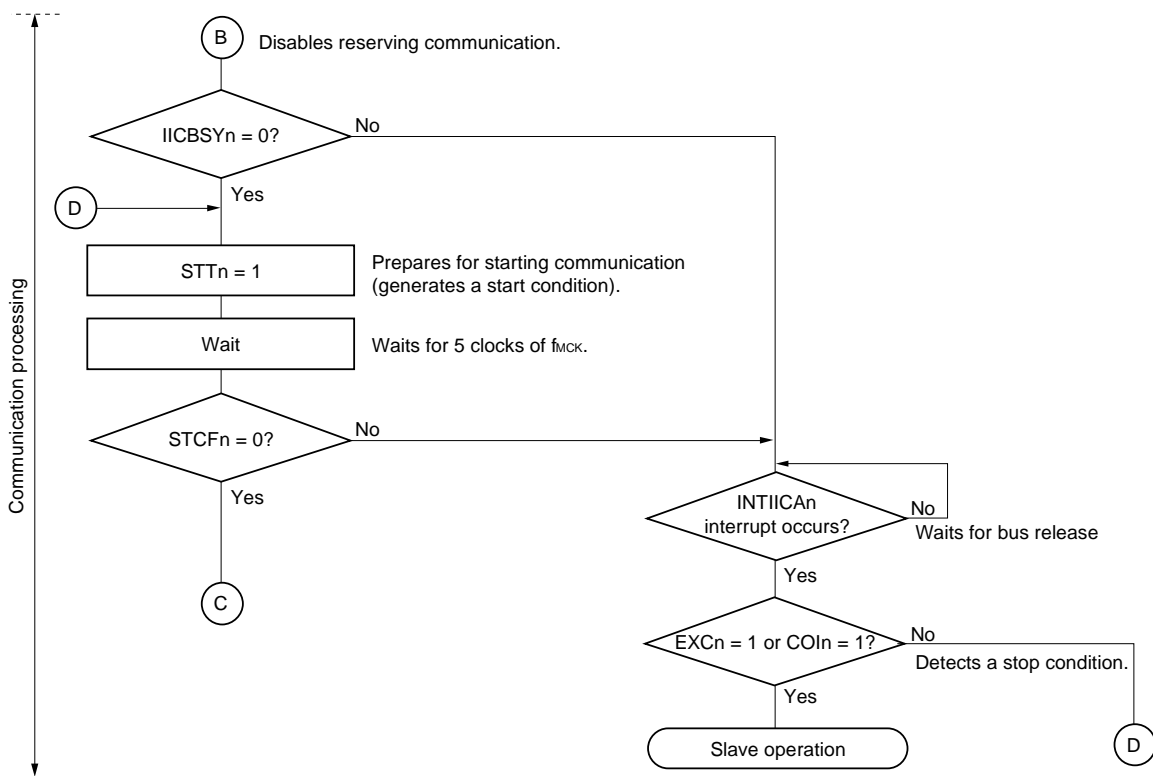 B
Disables reserving communication.
IICBSYn = 0?
No
Yes
D
STTn = 1
Prepares for starting communication
(generates a start condition).
Wait
Waits for 5 clocks of fMCK.
STCFn = 0?
No
Yes
C
INTIICAn
interrupt occurs?
No
Waits for bus release
Yes
EXCn = 1 or COIn = 1?
No
Detects a stop condition.
Yes
Slave operation
D
Communication processing